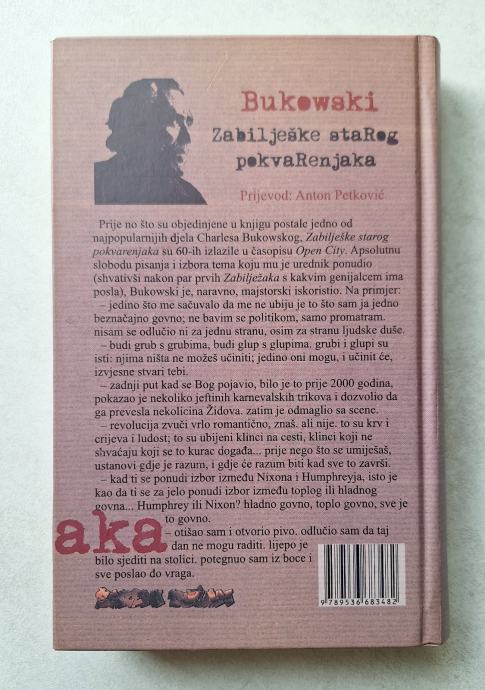 Bukowski
Zabilješke staRog
pokvaRenjaka
Prijevod: Anton Petković
Prije no što su objedinjene u knjigu postale jedno od
najpopularnijih djela Charlesa Bukowskog, Zabilješke starog
pokvarenjaka su 60-ih izlazile u časopisu Open City. Apsolutnu
slobodu pisanja i izbora tema koju mu je urednik ponudio
(shvativši nakon par prvih Zabilježaka s kakvim genijalcem ima
posla), Bukowski je, naravno, majstorski iskoristio. Na primjer:
– jedino što me sačuvalo da me ne ubiju je to što sam ja jedno
beznačajno govno; ne bavim se politikom, samo promatram.
nisam se odlučio ni za jednu stranu, osim za stranu ljudske duše.
– budi grub s grubima, budi glup s glupima. grubi i glupi su
isti: njima ništa ne možeš učiniti; jedino oni mogu, i učinit će,
izvjesne stvari tebi.
– zadnji put kad se Bog pojavio, bilo je to prije 2000 godina,
pokazao je nekoliko jeftinih karnevalskih trikova i dozvolio da
ga prevesla nekolicina Židova. zatim je odmaglio sa scene.
– revolucija zvuči vrlo romantično, znaš. ali nije. to su krv i
crijeva i ludost; to su ubijeni klinci na cesti, klinci koji ne
shvaćaju koji se to kurac događa... prije nego što se umiješaš,
ustanovi gdje je razum, i gdje će razum biti kad sve to završi.
– kad ti se ponudi izbor između Nixona i Humphreyja, isto je
kao da ti se za jelo ponudi izbor između toplog ili hladnog
govna... Humphrey ili Nixon? hladno govno, toplo govno, sve je
to govno.
aka
– otišao sam i otvorio pivo. odlučio sam da taj
dan ne mogu raditi. lijepo je
bilo sjediti na stolici. potegnuo sam iz boce i
sve poslao do vraga.
9 789536 683482